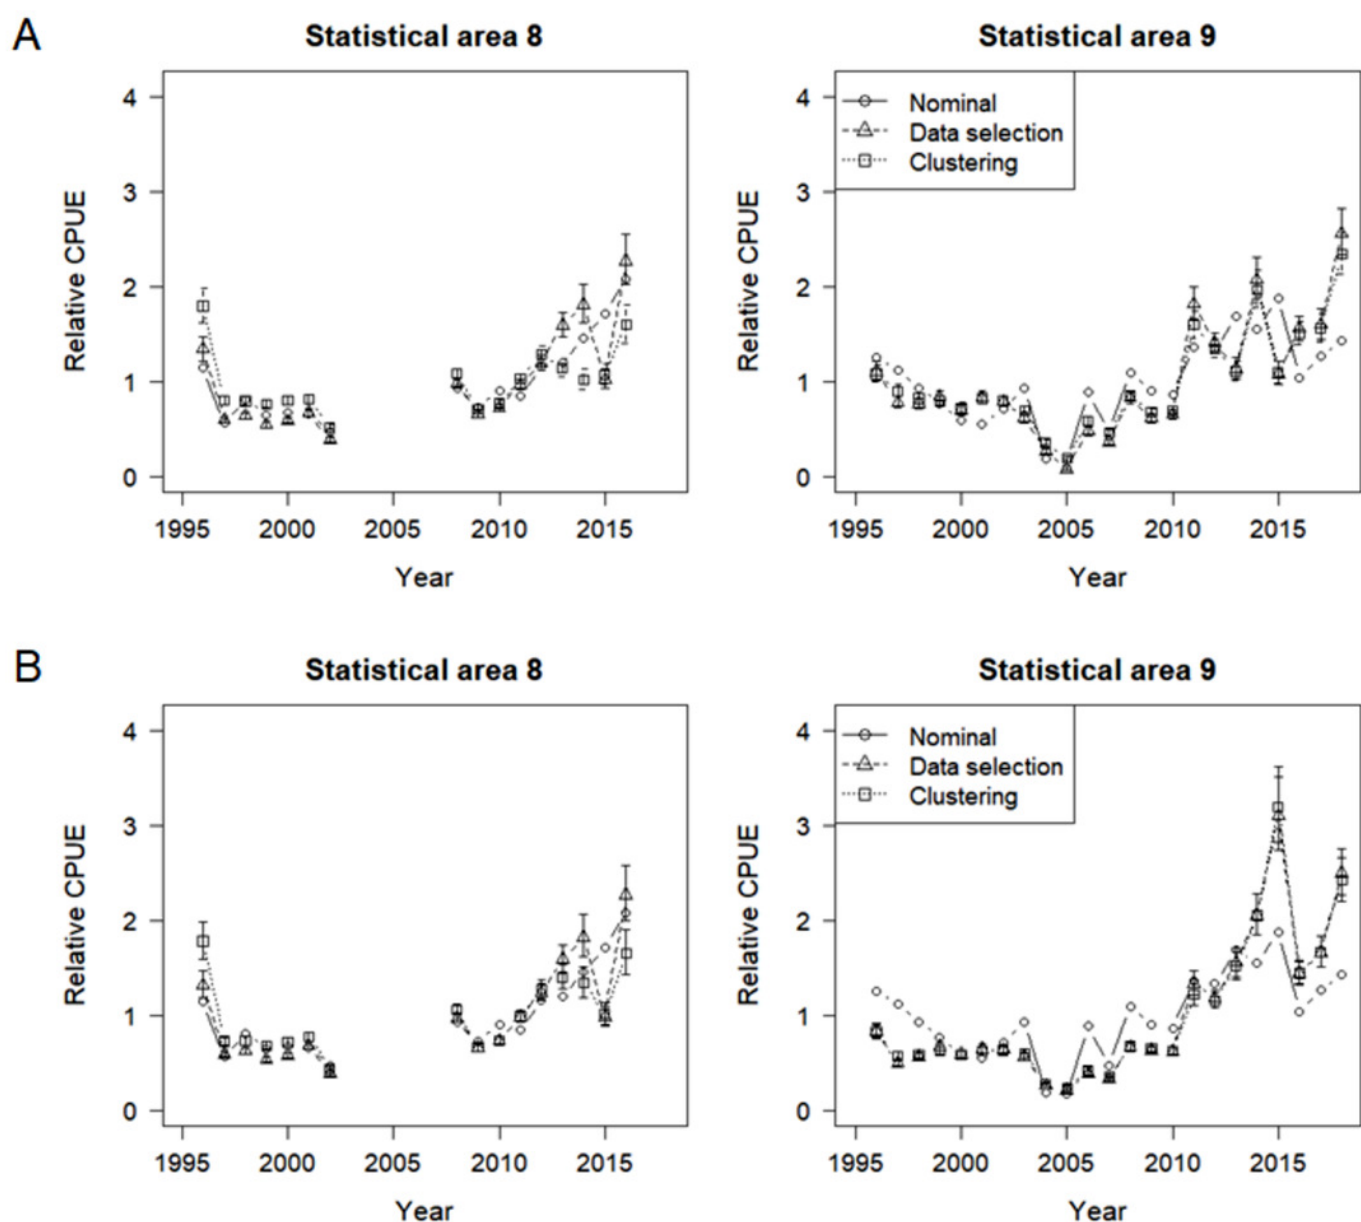 A
Statistical area 8
Statistical area 9
Relative CPUE
4
3
2
1
0
1995 2000 2005 2010 2015
Year
Relative CPUE
4
3
2
1
0
Nominal
Data selection
Clustering
1995 2000 2005 2010 2015
Year
B
Statistical area 8
Statistical area 9
Relative CPUE
4
3
2
1
0
1995 2000 2005 2010 2015
Year
Relative CPUE
4
3
2
1
0
Nominal
Data selection
Clustering
1995 2000 2005 2010 2015
Year